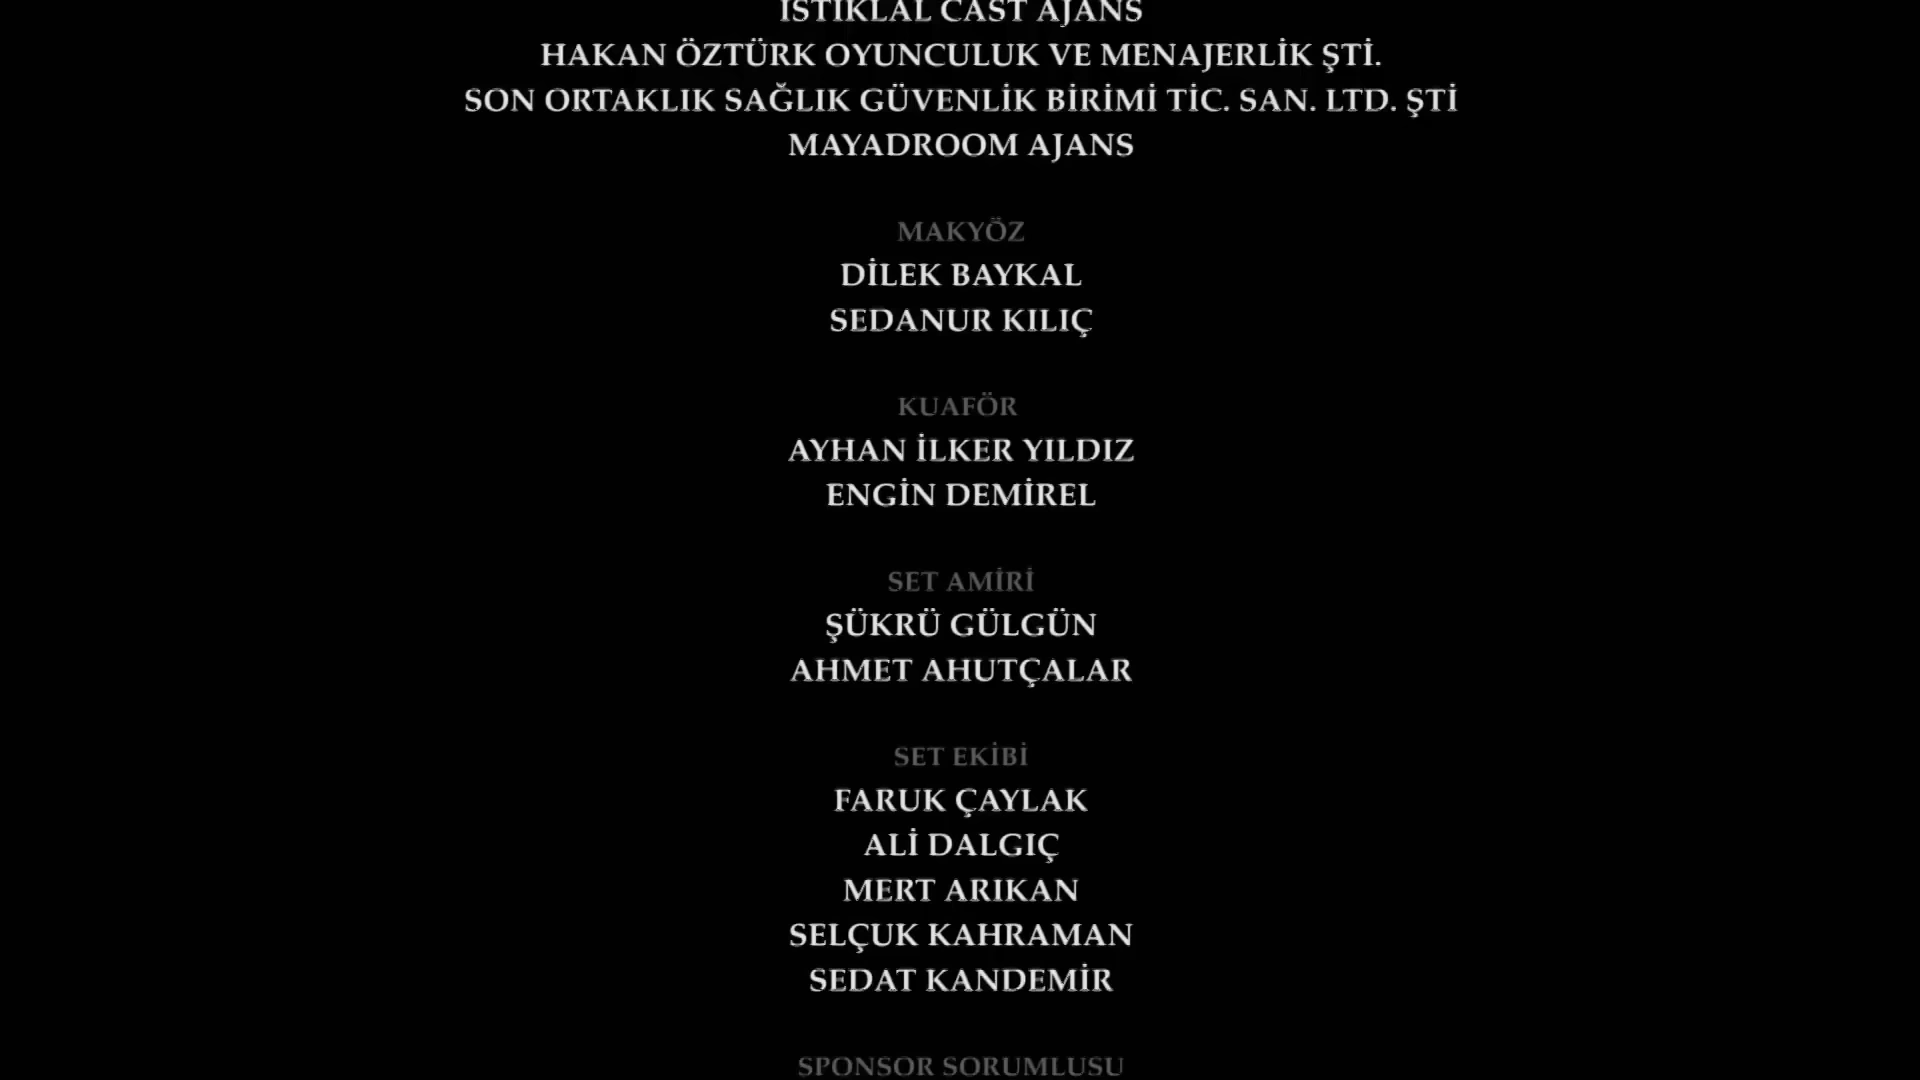 İSTİKLAL CAST AJANS
HAKAN ÖZTÜRK OYUNCULUK VE MENAJERLİK ŞTİ.
SON ORTAKLIK SAĞLIK GÜVENLİK BİRİMİ TİC. SAN. LTD. ŞTİ
MAYADROOM AJANS
MAKYÖZ
DİLEK BAYKAL
SEDANUR KILIÇ
KUAFÖR
AYHAN İLKER YILDIZ
ENGİN DEMİREL
SET AMİRİ
ŞÜKRÜ GÜLGÜN
AHMET AHUTÇALAR
SET EKİBİ
FARUK ÇAYLAK
ALİ DALGIÇ
MERT ARIKAN
SELÇUK KAHRAMAN
SEDAT KANDEMİR
SPONSOR SORUMLUSU